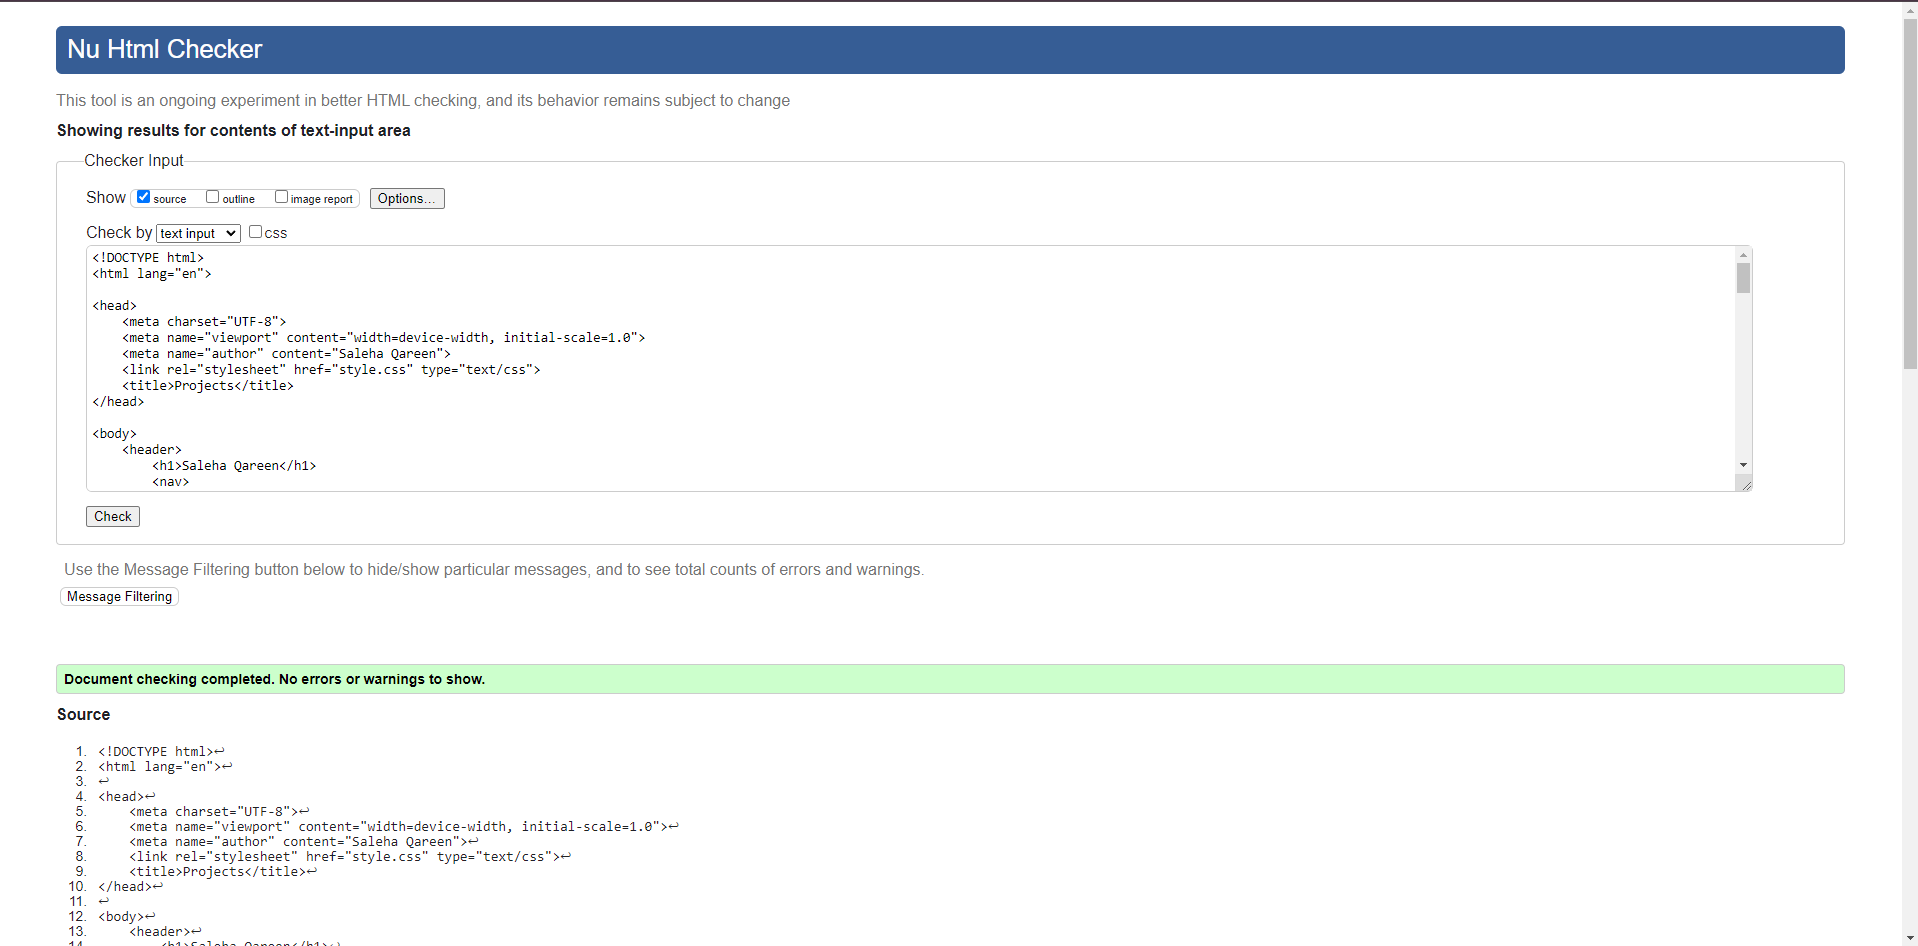 Nu Html Checker
This tool is an ongoing experiment in better HTML checking, and its behavior remains subject to change
Showing results for contents of text-input area
Checker Input
Show source outline image report Options...
Check by text input css
<!DOCTYPE html>
<html lang="en">
<head>
    <meta charset="UTF-8">
    <meta name="viewport" content="width=device-width, initial-scale=1.0">
    <meta name="author" content="Saleha Qareen">
    <link rel="stylesheet" href="style.css" type="text/css">
    <title>Projects</title>
</head>
<body>
    <header>
        <h1>Saleha Qareen</h1>
        <nav>
Check
Use the Message Filtering button below to hide/show particular messages, and to see total counts of errors and warnings.
Message Filtering
Document checking completed. No errors or warnings to show.
Source
1. <!DOCTYPE html>↩
2. <html lang="en">↩
3. ↩
4. <head>↩
5.     <meta charset="UTF-8">↩
6.     <meta name="viewport" content="width=device-width, initial-scale=1.0">↩
7.     <meta name="author" content="Saleha Qareen">↩
8.     <link rel="stylesheet" href="style.css" type="text/css">↩
9.     <title>Projects</title>↩
10. </head>↩
11. ↩
12. <body>↩
13.     <header>↩
14.         <h1>Saleha Qareen</h1>↩